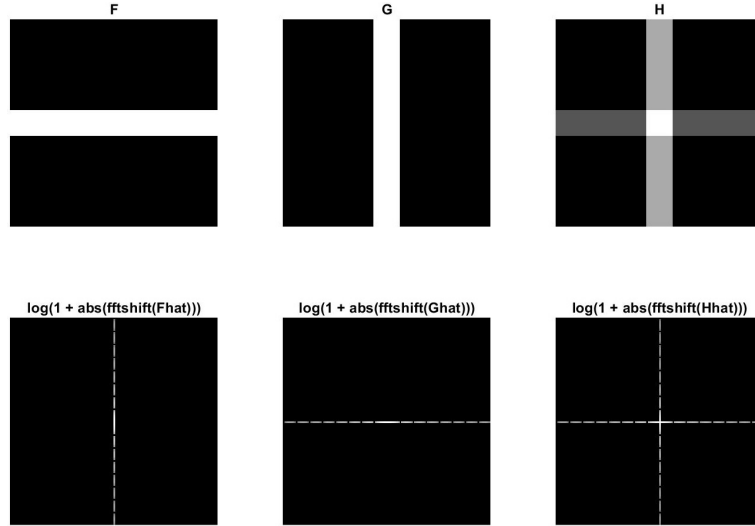 F
G
H
log(1 + abs(fftshift(Fhat)))
log(1 + abs(fftshift(Ghat)))
log(1 + abs(fftshift(Hhat)))